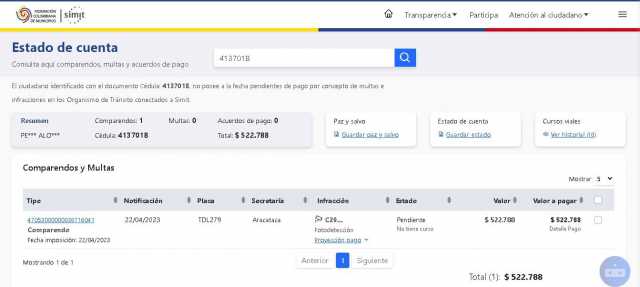 FEDERACIÓN
COLOMBIANA
DE MUNICIPIOS
simit
Transparencia
Participa
Atención al ciudadano
Estado de cuenta
Consulta aquí comparendos, multas y acuerdos de pago
4137018
El ciudadano identificado con el documento Cédula 4137018, no posee a la fecha pendientes de pago por concepto de multas e
infracciones en los Organismo de Tránsito conectados a Simit.
Resumen
Comparendos: 1
Multas: 0
Acuerdos de pago: 0
PE*** ALO***
Cédula: 4137018
Total: $ 522.788
Paz y salvo
Guardar paz y salvo
Estado de cuenta
Guardar estado
Cursos viales
Ver historial
Comparendos y Multas
Mostrar 5
Tipo Notificación Placa Secretaría Infracción Estado Valor Valor a pagar
22/04/2023 TDL279 Aracataca C29... Pendiente $ 522.788 $ 522.788
Comparendo
Fotodetección
No tiene curso
Detalle Pago
Fecha imposición: 22/04/2023
Proyección pago
Mostrando 1 de 1
Anterior 1 Siguiente
Total (1): $ 522.788